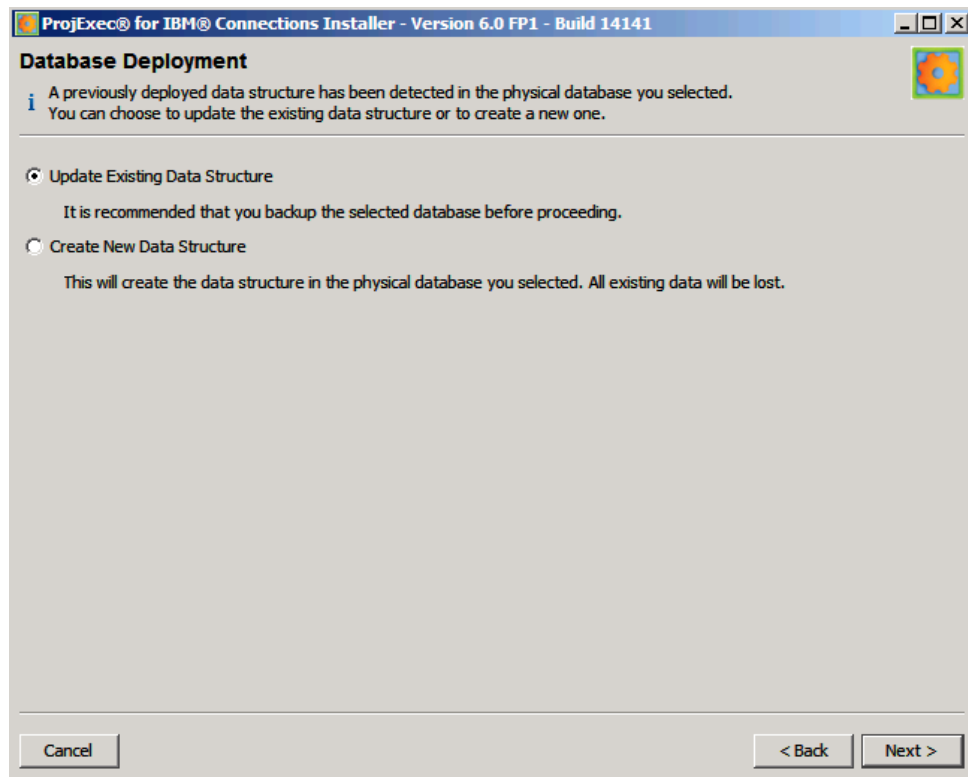 ProjExec® for IBM® Connections Installer - Version 6.0 FP1 - Build 14141
Database Deployment
A previously deployed data structure has been detected in the physical database you selected.
You can choose to update the existing data structure or to create a new one.
Update Existing Data Structure
It is recommended that you backup the selected database before proceeding.
Create New Data Structure
This will create the data structure in the physical database you selected. All existing data will be lost.
Cancel
< Back
Next >